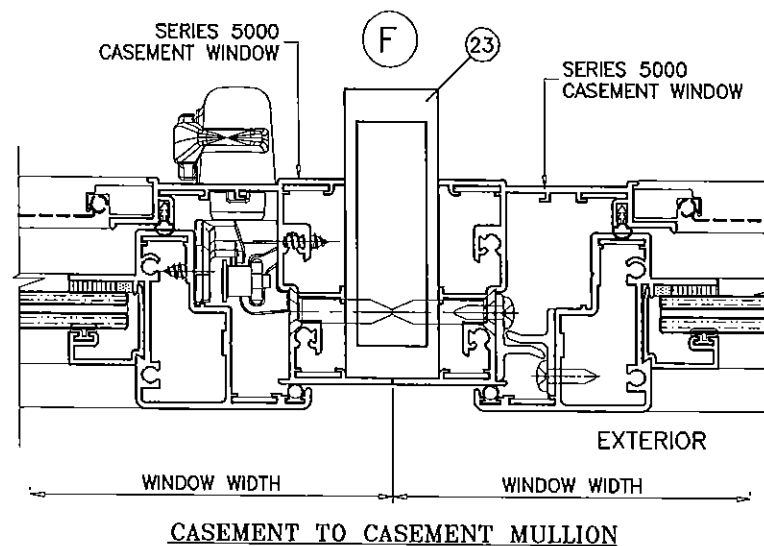 SERIES 5000
CASEMENT WINDOW
F
23
SERIES 5000
CASEMENT WINDOW
EXTERIOR
WINDOW WIDTH
WINDOW WIDTH
CASEMENT TO CASEMENT MULLION